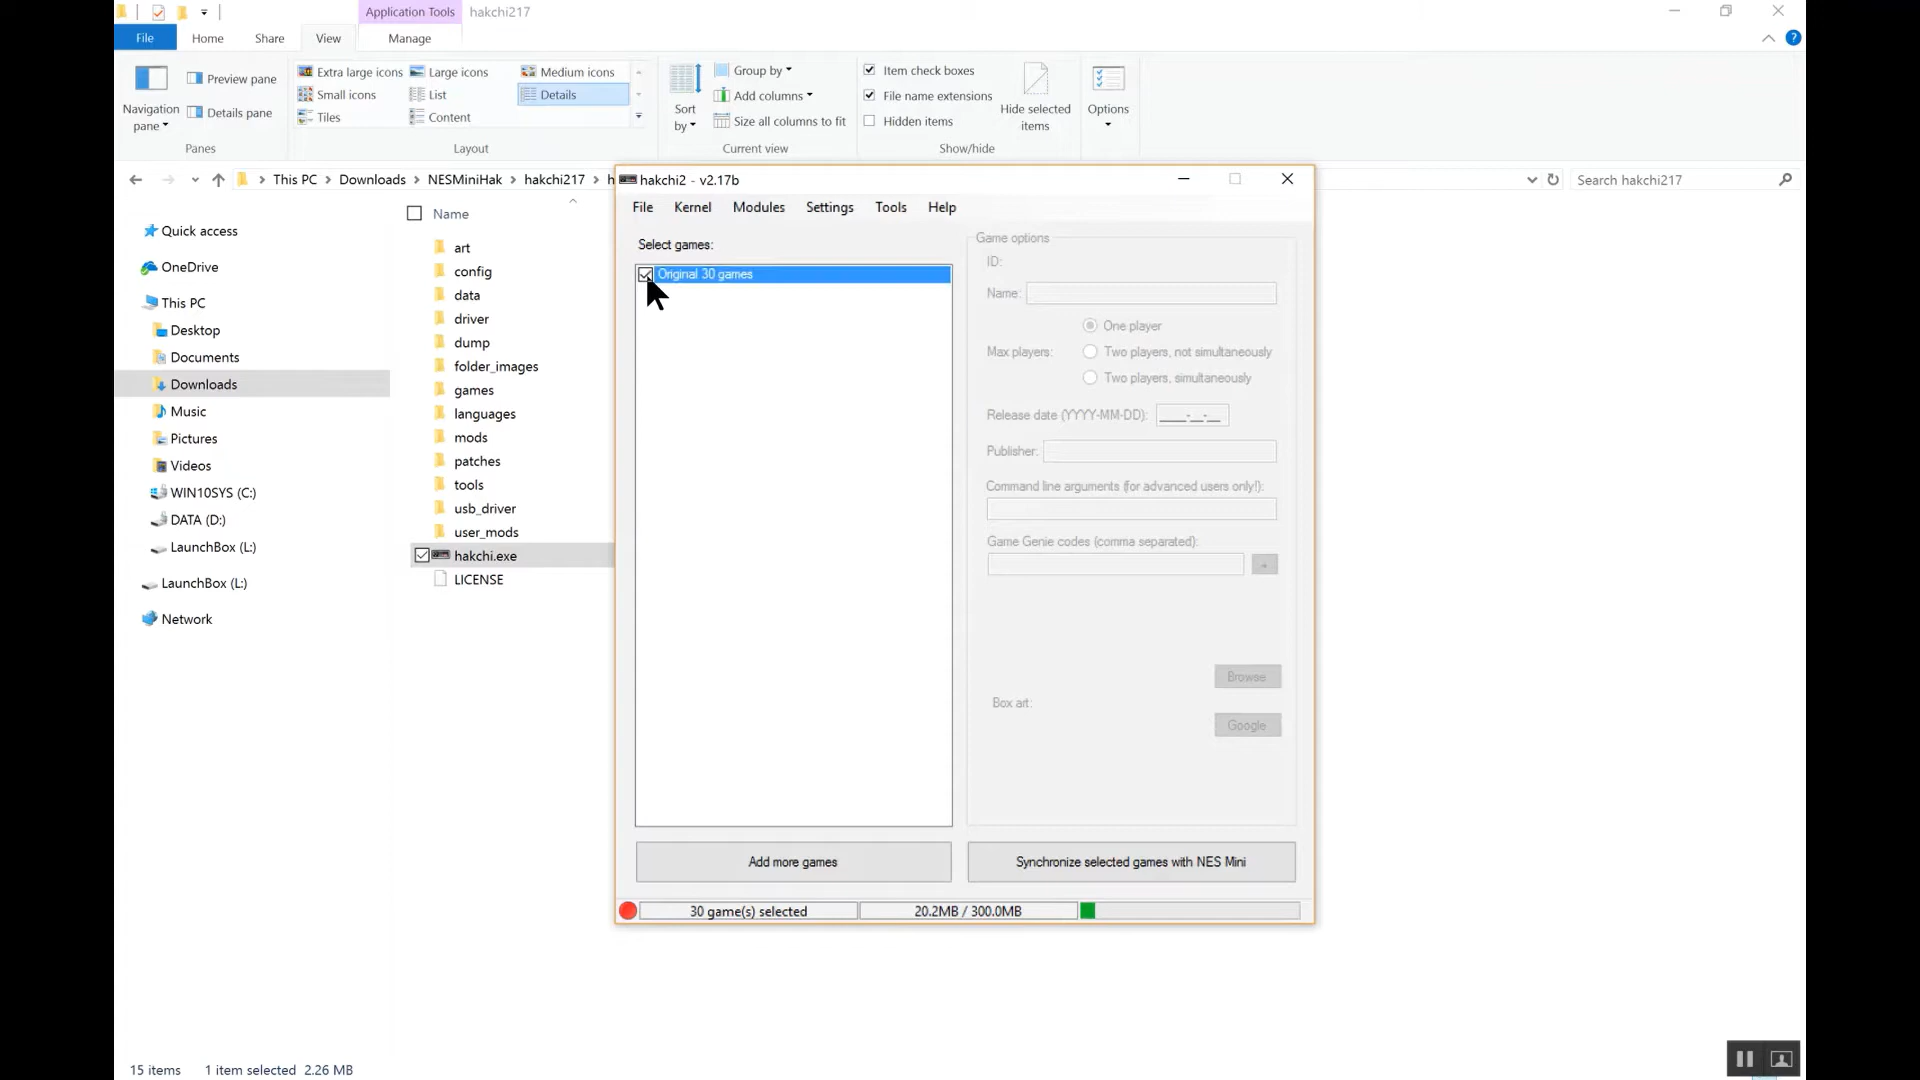 Application Tools hakchi217
File Home Share View Manage
Navigation pane
Preview pane
Details pane
Panes
Extra large icons Large icons Medium icons
Small icons List Details
Tiles Content
Layout
Sort by
Group by
Add columns
Size all columns to fit
Current view
Item check boxes
File name extensions
Hidden items
Hide selected items
Show/hide
Options
This PC > Downloads > NESMiniHak > hakchi217 > h
Search hakchi217
Quick access
OneDrive
This PC
Desktop
Documents
Downloads
Music
Pictures
Videos
WIN10SYS (C:)
DATA (D:)
LaunchBox (L:)
LaunchBox (L:)
Network
Name
art
config
data
driver
dump
folder_images
games
languages
mods
patches
tools
usb_driver
user_mods
hakchi.exe
LICENSE
hakchi2 - v2.17b
File Kernel Modules Settings Tools Help
Select games:
Original 30 games
Game options
ID:
Name:
One player
Max players: Two players, not simultaneously
Two players, simultaneously
Release date (YYYY-MM-DD): ____-__-__
Publisher:
Command line arguments (for advanced users only!):
Game Genie codes (comma separated):
Browse
Box art:
Google
Add more games
Synchronize selected games with NES Mini
30 game(s) selected 20.2MB / 300.0MB
15 items 1 item selected 2.26 MB